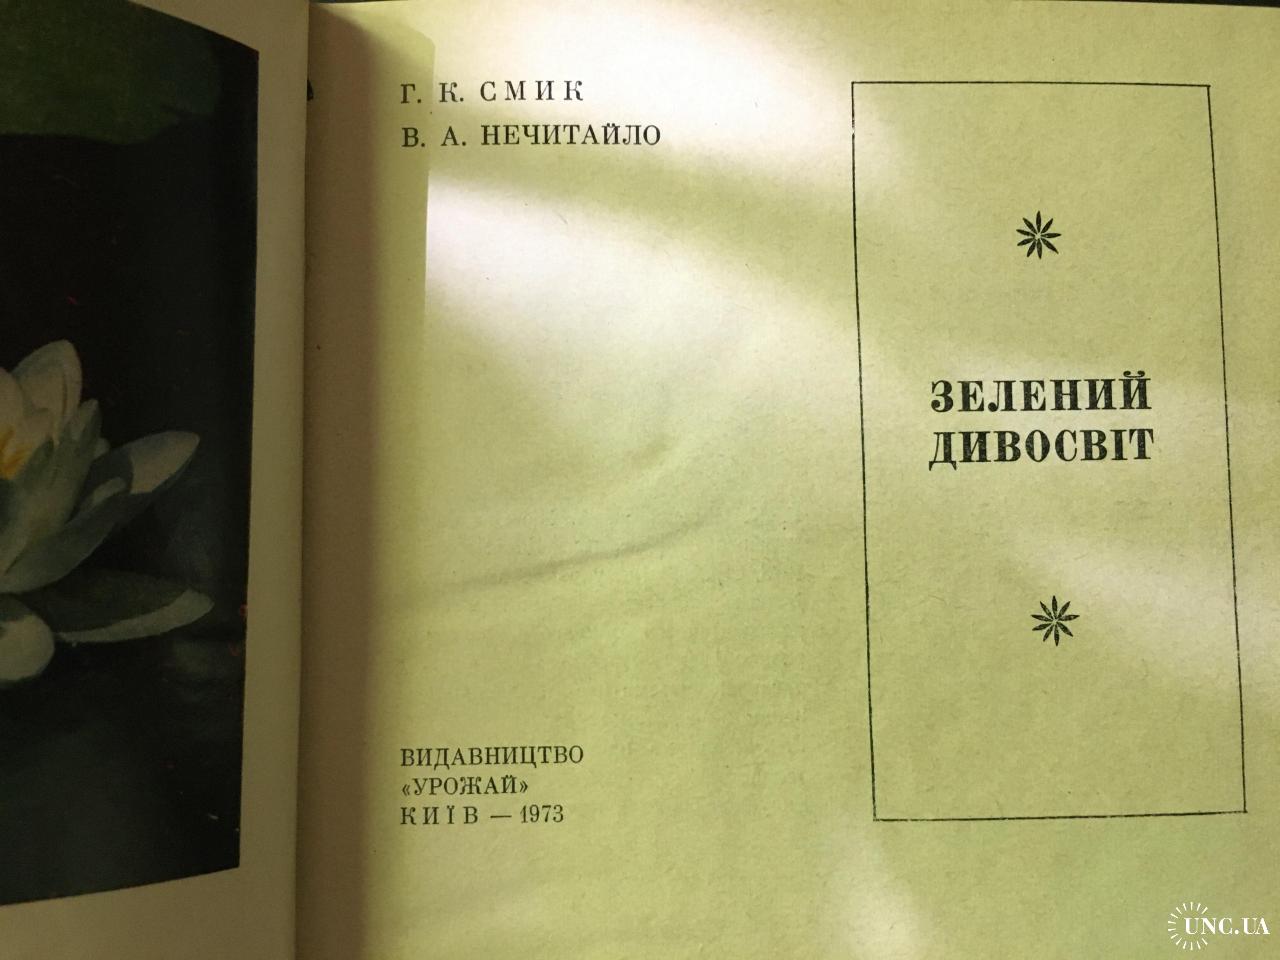 Г. К. СМИК
В. А. НЕЧИТАЙЛО
ЗЕЛЕНИЙ
ДИВОСВІТ
ВИДАВНИЦТВО
«УРОЖАЙ»
КИЇВ — 1973
UNC.UA